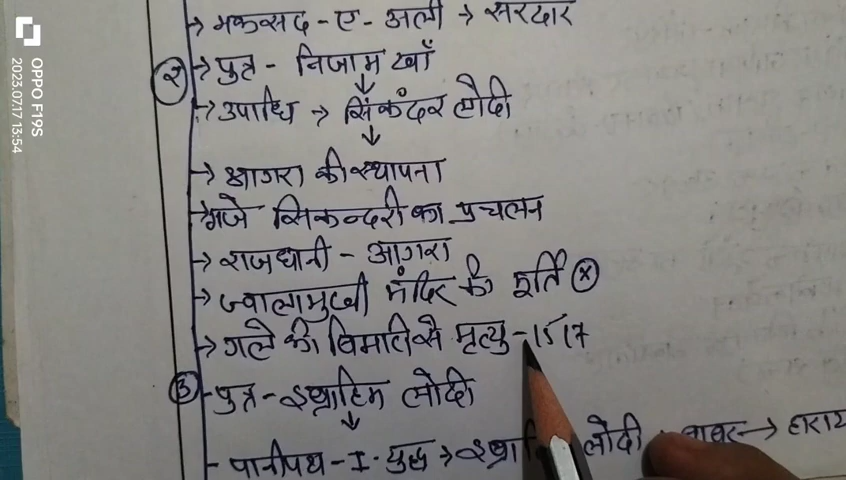 → मकसद - ए - अली → सरदार
② → पुत्र - निजाम खाँ
↓
→ उपाधि → सिंकंदर लोदी
↓
→ आगरा की स्थापना
→ गजे सिकन्दरी का प्रचलन
→ राजधानी - आगरा
→ ज्वालामुखी मंदिर की मूर्ति ⓧ
→ गले की बिमारी से मृत्यु - 1517
③ - पुत्र - इब्राहिम लोदी
↓
- पानीपथ - I - युद्ध → लोदी बाबर → हराय
OPPO F19S
2023.07.17 13:54